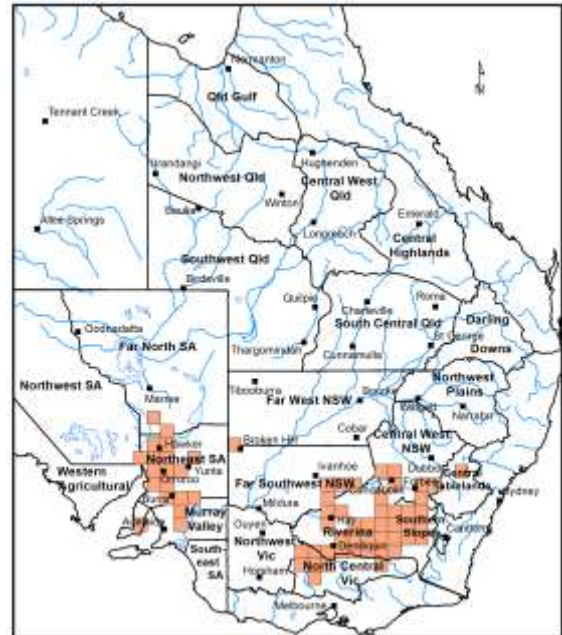 Normanton
Qld Gulf
Tennant Creek
Urandangi
Hughenden
Northwest Qld
Central West
Qld
Winton
Boulia
Emerald
Alice Springs
Longreach
Central
Highlands
Southwest Qld
Birdsville
Quilpie
Charleville
Roma
South Central Qld
Darling
Downs
Oodnadatta
Far North SA
Thargomindah
Cunnamulla
St George
Northwest SA
Tibooburra
Far West NSW
Northwest
Plains
Marree
Bourke
Walgett
Narrabri
Cobar
Central West NSW
Hawker
Broken Hill
Northeast SA
Yunta
Western
Agricultural
Ivanhoe
Dubbo
Central
Tablelands
Far Southwest NSW
Condobolin
Forbes
Sydney
Burra
Murray
Valley
Mildura
Hay
Riverina
Southern
Slopes
Canberra
Ouyen
Northwest
Vic
Deniliquin
South-
east SA
Horsham
North Central
Vic
Melbourne